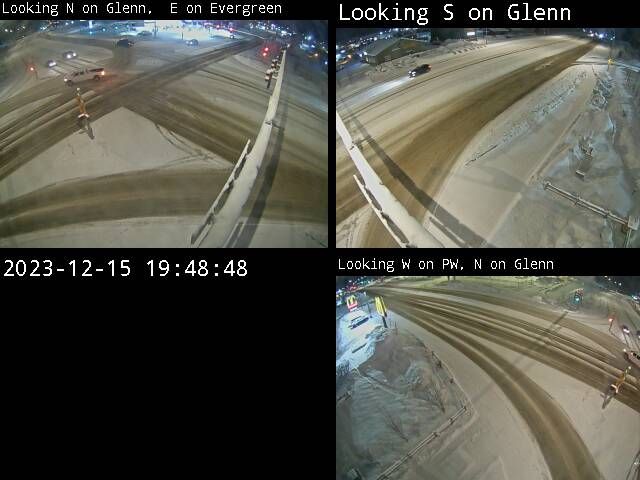 Looking N on Glenn, E on Evergreen
Looking S on Glenn
2023-12-15 19:48:48
Looking W on PW, N on Glenn